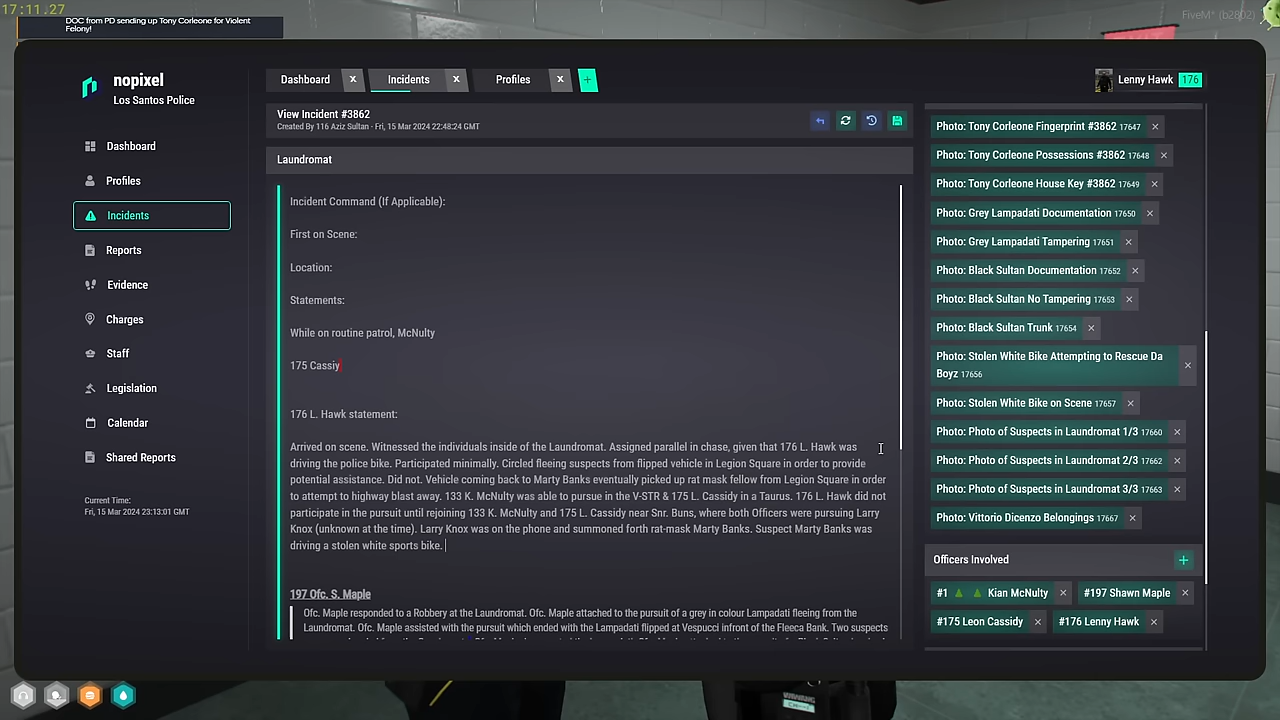 17:11.27
DOC from PD sending up Tony Corleone for Violent
Felony!
FiveM* (b2802)
nopixel
Los Santos Police
Dashboard
Incidents
Profiles
Lenny Hawk 176
Dashboard
Profiles
Incidents
Reports
Evidence
Charges
Staff
Legislation
Calendar
Shared Reports
Current Time:
Fri, 15 Mar 2024 23:13:01 GMT
View Incident #3862
Created By 116 Aziz Sultan - Fri, 15 Mar 2024 22:48:24 GMT
Laundromat
Incident Command (If Applicable):
First on Scene:
Location:
Statements:
While on routine patrol, McNulty
175 Cassiy
176 L. Hawk statement:
Arrived on scene. Witnessed the individuals inside of the Laundromat. Assigned parallel in chase, given that 176 L. Hawk was
driving the police bike. Participated minimally. Circled fleeing suspects from flipped vehicle in Legion Square in order to provide
potential assistance. Did not. Vehicle coming back to Marty Banks eventually picked up rat mask fellow from Legion Square in order
to attempt to highway blast away. 133 K. McNulty was able to pursue in the V-STR & 175 L. Cassidy in a Taurus. 176 L. Hawk did not
participate in the pursuit until rejoining 133 K. McNulty and 175 L. Cassidy near Snr. Buns, where both Officers were pursuing Larry
Knox (unknown at the time). Larry Knox was on the phone and summoned forth rat-mask Marty Banks. Suspect Marty Banks was
driving a stolen white sports bike.
197 Ofc. S. Maple
Ofc. Maple responded to a Robbery at the Laundromat. Ofc. Maple attached to the pursuit of a grey in colour Lampadati fleeing from the
Laundromat. Ofc. Maple assisted with the pursuit which ended with the Lampadati flipped at Vespucci infront of the Fleeca Bank. Two suspects
Photo: Tony Corleone Fingerprint #3862 17647
Photo: Tony Corleone Possessions #3862 17648
Photo: Tony Corleone House Key #3862 17649
Photo: Grey Lampadati Documentation 17650
Photo: Grey Lampadati Tampering 17651
Photo: Black Sultan Documentation 17652
Photo: Black Sultan No Tampering 17653
Photo: Black Sultan Trunk 17654
Photo: Stolen White Bike Attempting to Rescue Da
Boyz 17656
Photo: Stolen White Bike on Scene 17657
Photo: Photo of Suspects in Laundromat 1/3 17660
Photo: Photo of Suspects in Laundromat 2/3 17662
Photo: Photo of Suspects in Laundromat 3/3 17663
Photo: Vittorio Dicenzo Belongings 17667
Officers Involved
#1 Kian McNulty
#197 Shawn Maple
#175 Leon Cassidy
#176 Lenny Hawk